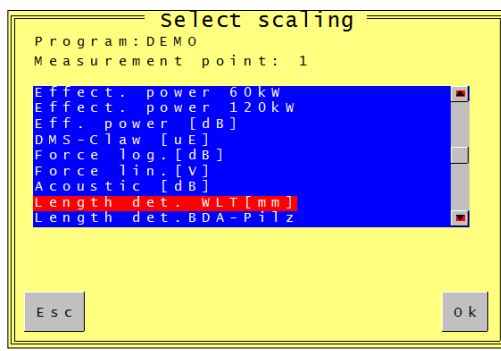 Select scaling
Program:DEMO
Measurement point: 1
Effect. power 60kW
Effect. power 120kW
Eff. power [dB]
DMS-Claw [uE]
Force log.[dB]
Force lin.[V]
Acoustic [dB]
Length det. WLT[mm]
Length det.BDA-Pilz
Esc
Ok